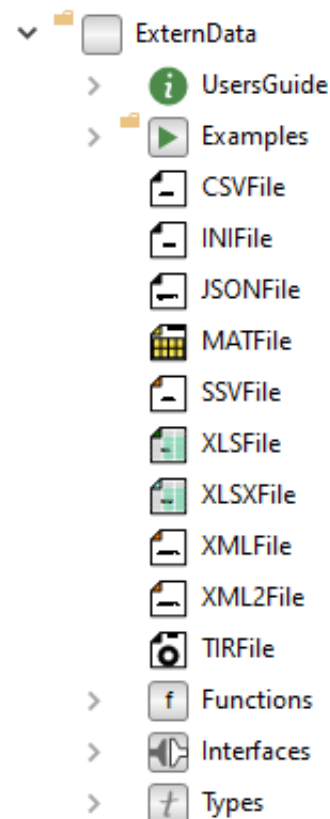 ExternData
UsersGuide
Examples
CSVFile
INIFile
JSONFile
MATFile
SSVFile
XLSFile
XLSXFile
XMLFile
XML2File
TIRFile
f Functions
Interfaces
t Types